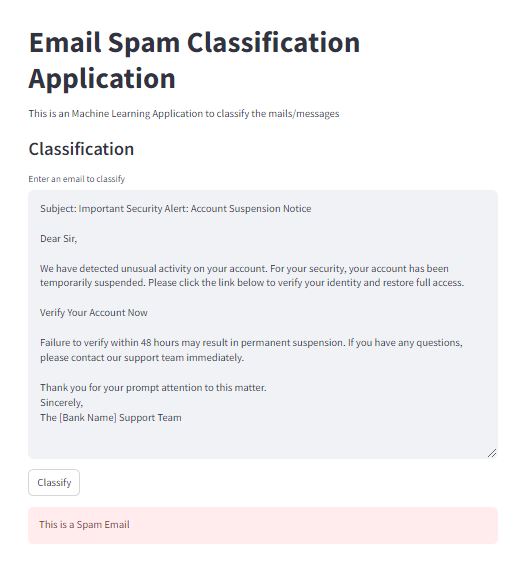 Email Spam Classification
Application
This is an Machine Learning Application to classify the mails/messages
Classification
Enter an email to classify
Subject: Important Security Alert: Account Suspension Notice
Dear Sir,
We have detected unusual activity on your account. For your security, your account has been
temporarily suspended. Please click the link below to verify your identity and restore full access.
Verify Your Account Now
Failure to verify within 48 hours may result in permanent suspension. If you have any questions,
please contact our support team immediately.
Thank you for your prompt attention to this matter.
Sincerely,
The [Bank Name] Support Team
Classify
This is a Spam Email